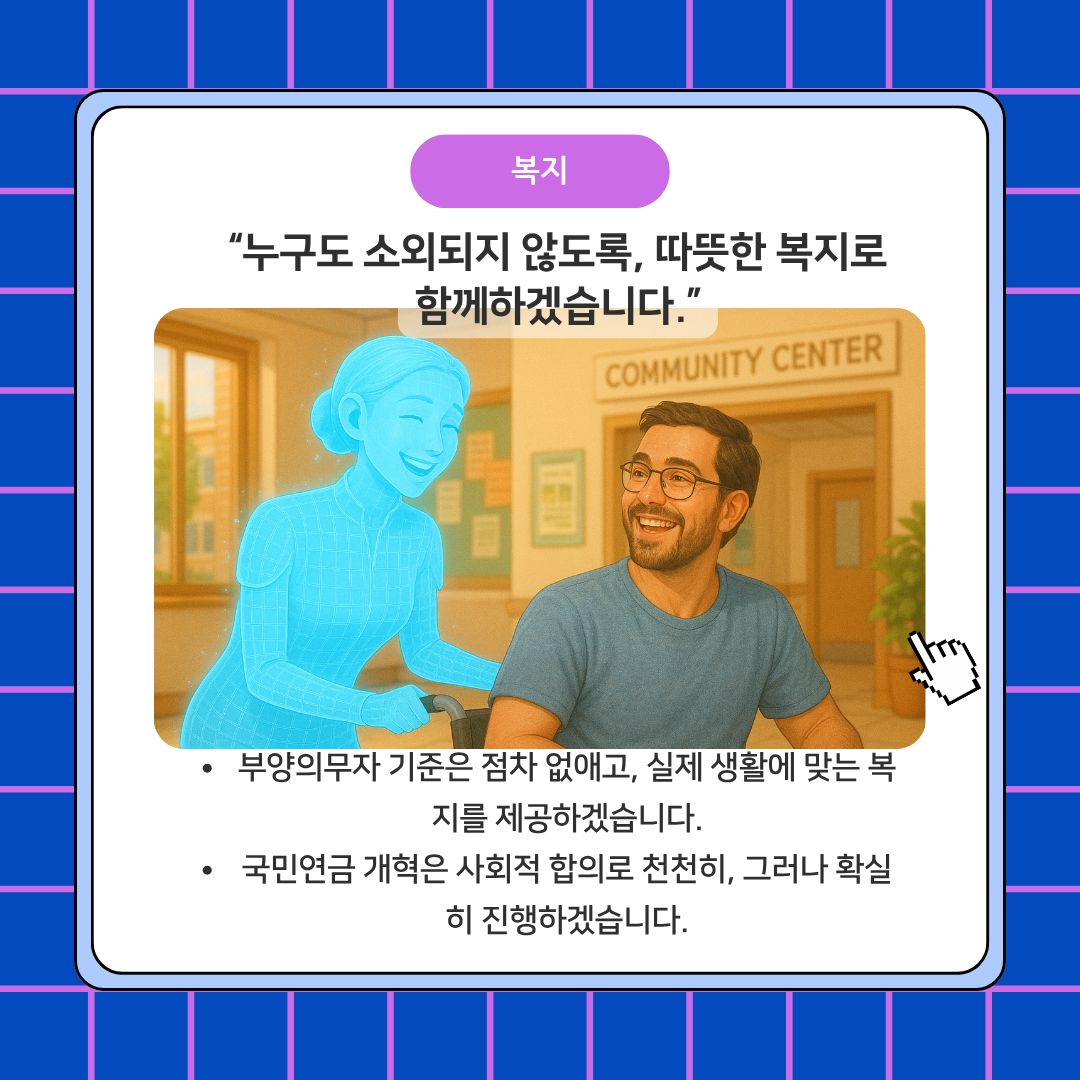 복지
“누구도 소외되지 않도록, 따뜻한 복지로
함께하겠습니다.”
COMMUNITY CENTER
• 부양의무자 기준은 점차 없애고, 실제 생활에 맞는 복
지를 제공하겠습니다.
• 국민연금 개혁은 사회적 합의로 천천히, 그러나 확실
히 진행하겠습니다.